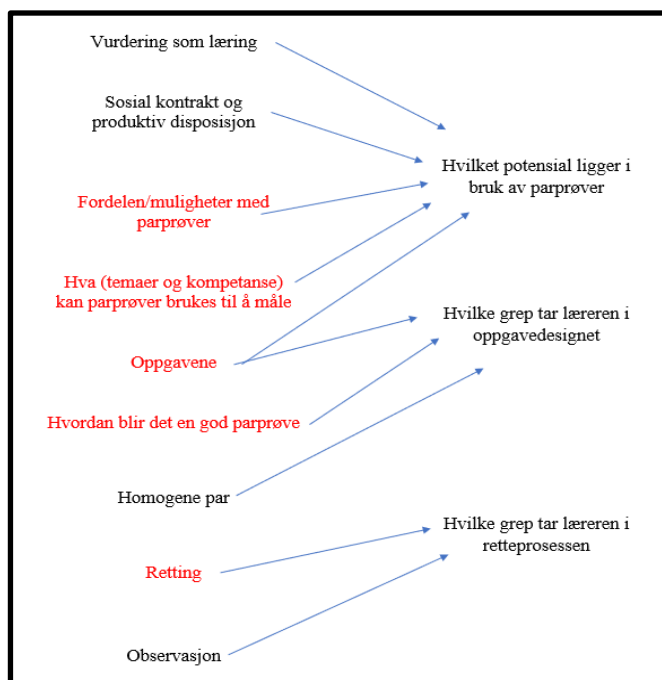 Vurdering som læring
Sosial kontrakt og
produktiv disposisjon
Fordelen/muligheter med
parprøver
Hva (temaer og kompetanse)
kan parprøver brukes til å måle
Oppgavene
Hvordan blir det en god parprøve
Homogene par
Retting
Observasjon
Hvilket potensial ligger i
bruk av parprøver
Hvilke grep tar læreren i
oppgavedesignet
Hvilke grep tar læreren i
retteprosessen